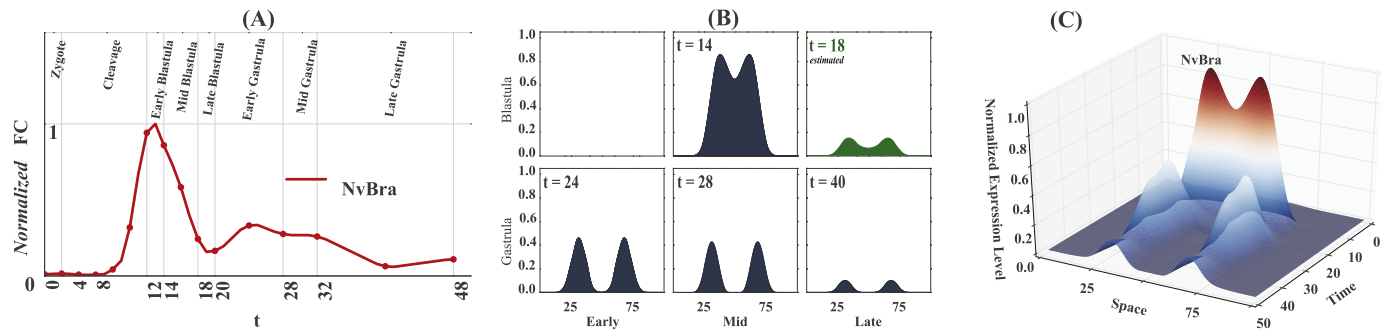 (A)
Normalized FC
1
0
Zygote
Cleavage
Early Blastula
Mid Blastula
Late Blastula
Early Gastrula
Mid Gastrula
Late Gastrula
NvBra
0 4 8 12 14 18 20 28 32 48
t
(B)
Blastula
1.0
0.8
0.6
0.4
0.2
0.0
t = 14
t = 18
estimated
Gastrula
1.0
0.8
0.6
0.4
0.2
0.0
t = 24
t = 28
t = 40
25 75 25 75 25 75
Early Mid Late
(C)
NvBra
Normalized Expression Level
1.0
0.8
0.6
0.4
0.2
0.0
25
75
Space
50
40
30
20
10
0
Time